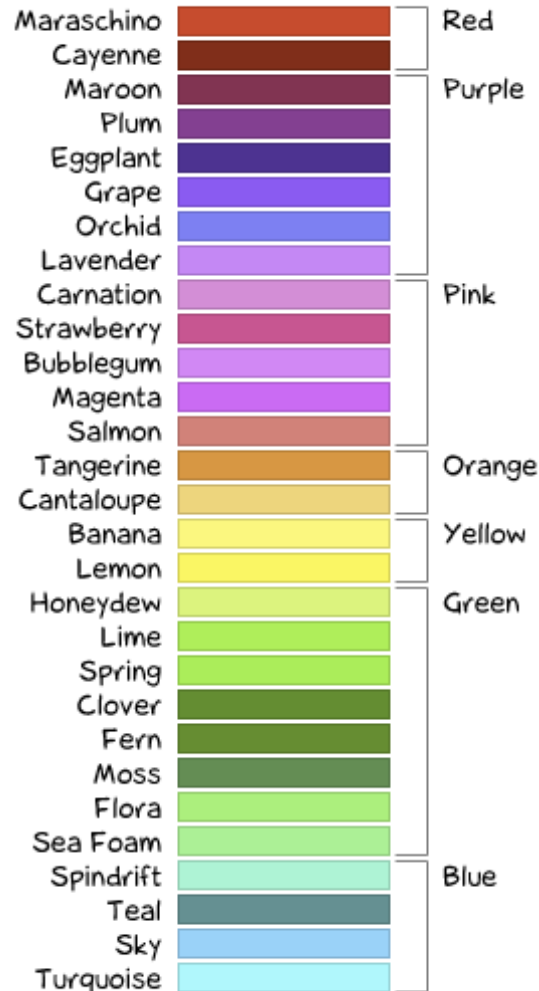 Maraschino Red
Cayenne
Maroon Purple
Plum
Eggplant
Grape
Orchid
Lavender
Carnation Pink
Strawberry
Bubblegum
Magenta
Salmon
Tangerine Orange
Cantaloupe
Banana Yellow
Lemon
Honeydew Green
Lime
Spring
Clover
Fern
Moss
Flora
Sea Foam
Spindrift Blue
Teal
Sky
Turquoise